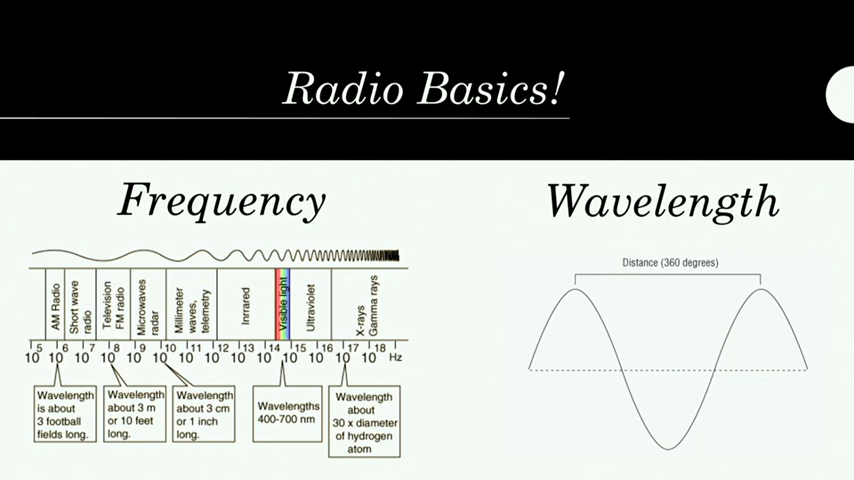 Radio Basics!
Frequency
Wavelength
AM Radio
Short wave
radio
Television
FM radio
Microwaves
radar
Millimeter
waves,
telemetry
Inrrared
Visible light
Ultraviolet
X-rays
Gamma rays
10^5 10^6 10^7 10^8 10^9 10^10 10^11 10^12 10^13 10^14 10^15 10^16 10^17 10^18 Hz
Wavelength
is about
3 football
fields long.
Wavelength
about 3 m
or 10 feet
long.
Wavelength
about 3 cm
or 1 inch
long.
Wavelengths
400-700 nm
Wavelength
about
30 x diameter
of hydrogen
atom
Distance (360 degrees)